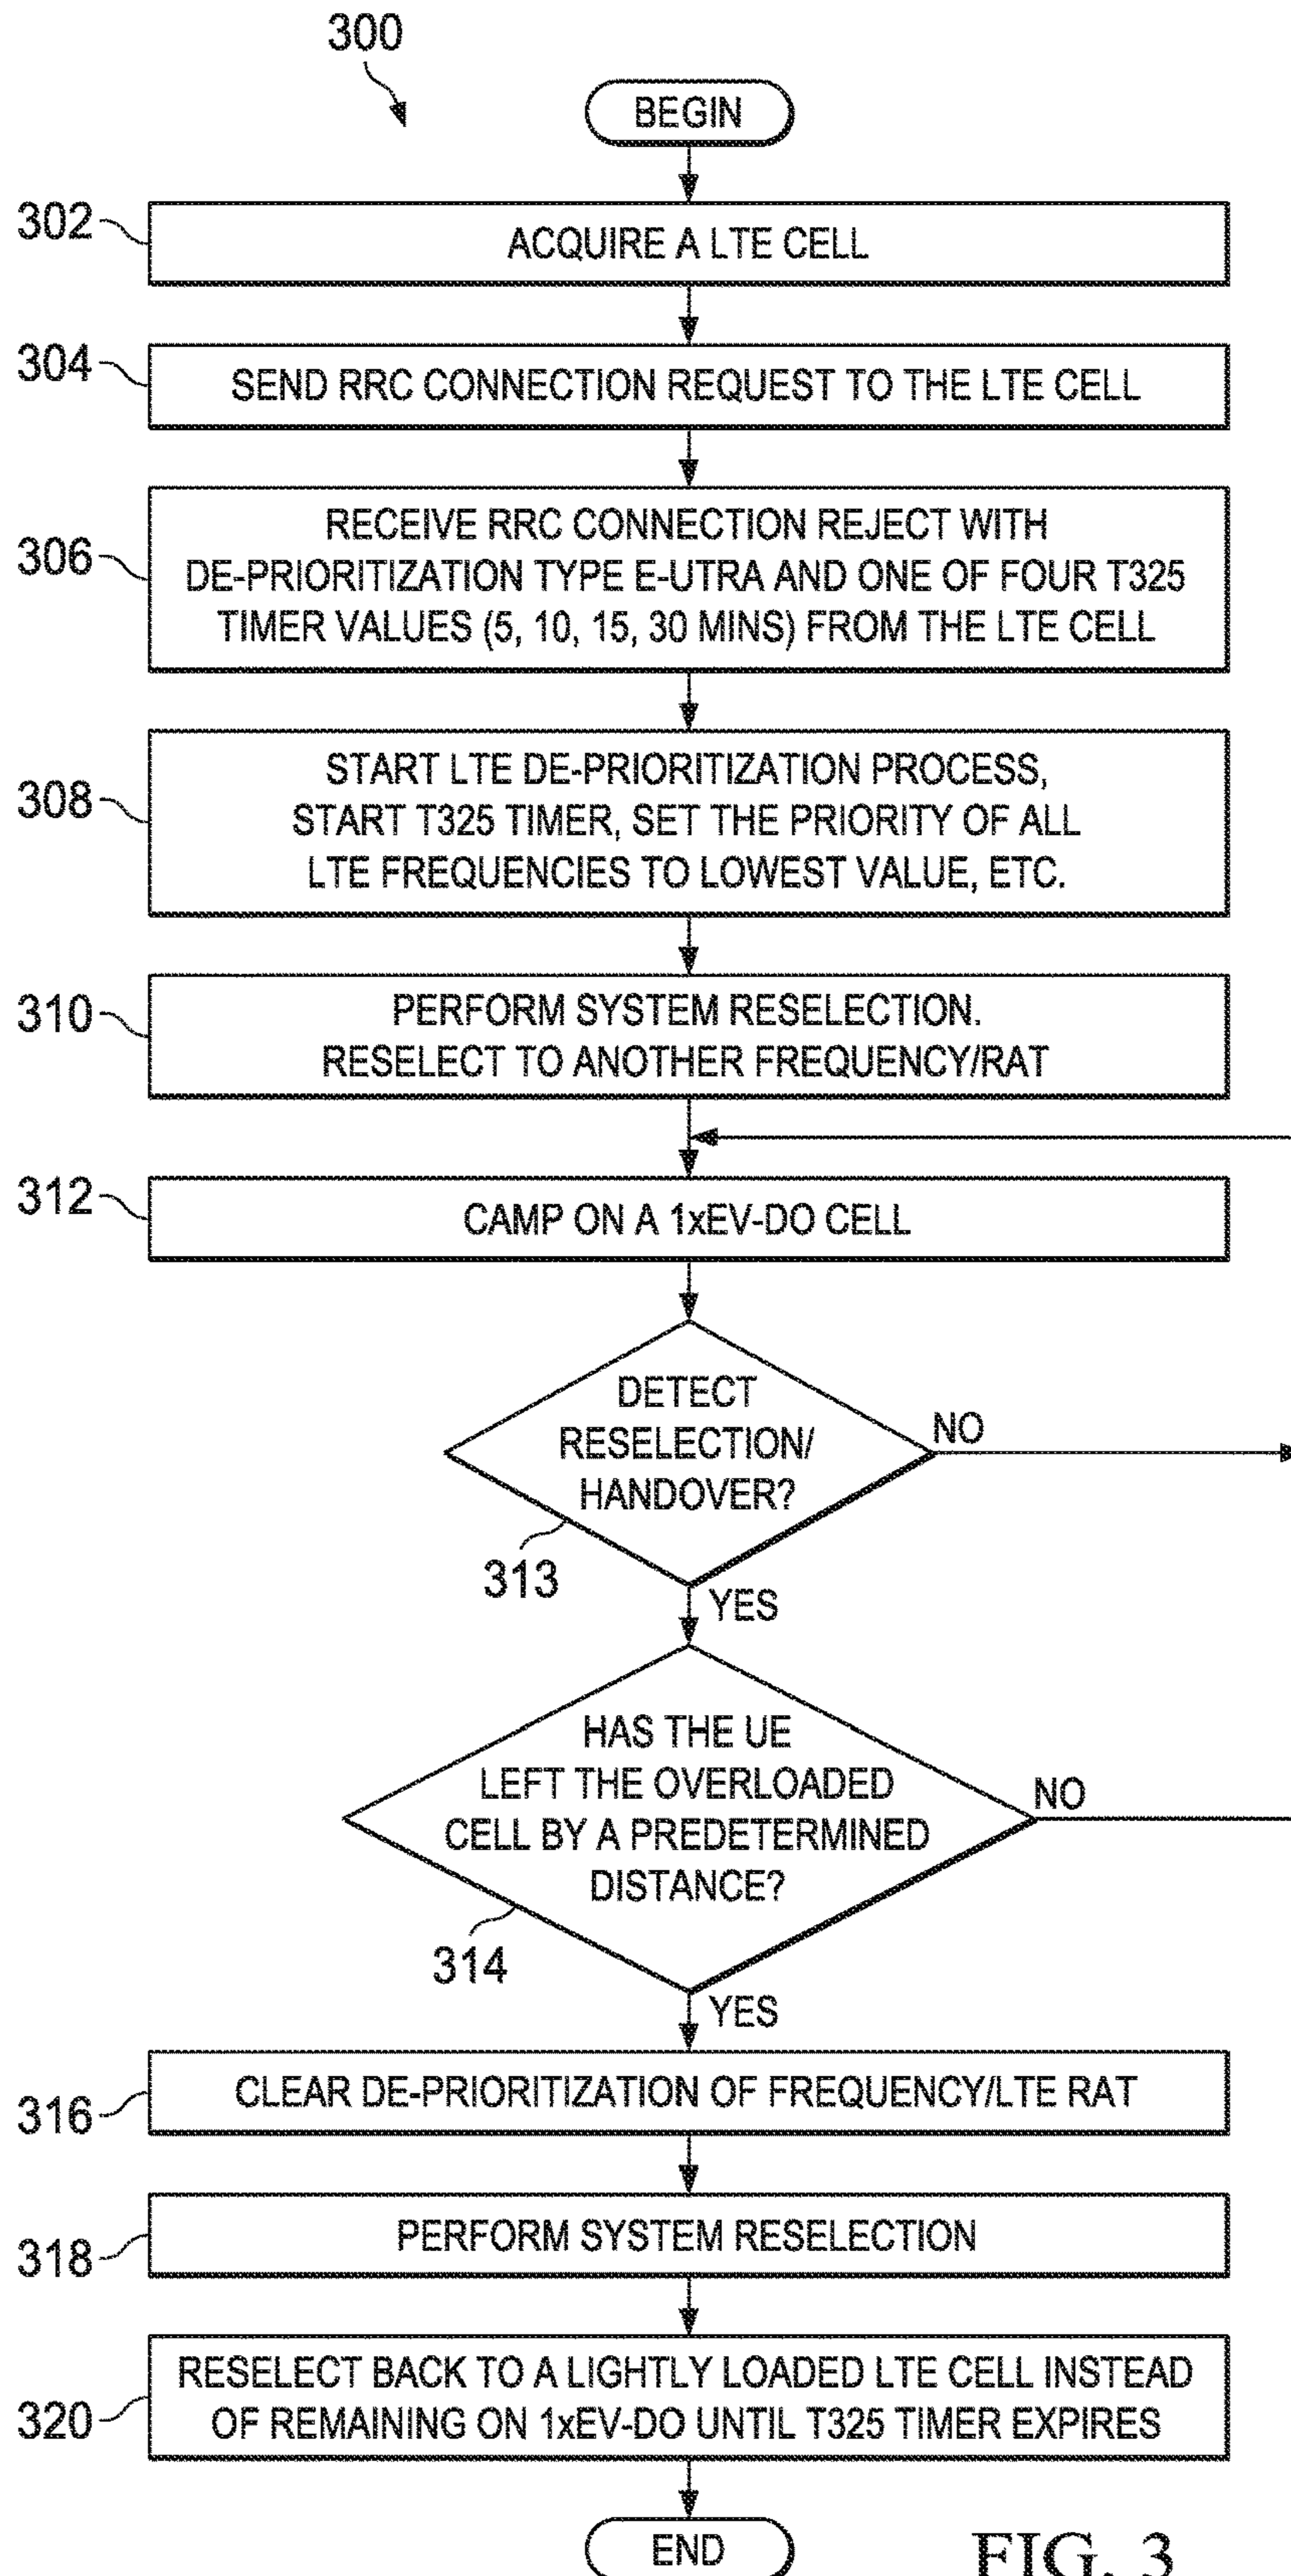 300
BEGIN
302
ACQUIRE A LTE CELL
304
SEND RRC CONNECTION REQUEST TO THE LTE CELL
306
RECEIVE RRC CONNECTION REJECT WITH
DE-PRIORITIZATION TYPE E-UTRA AND ONE OF FOUR T325
TIMER VALUES (5, 10, 15, 30 MINS) FROM THE LTE CELL
308
START LTE DE-PRIORITIZATION PROCESS,
START T325 TIMER, SET THE PRIORITY OF ALL
LTE FREQUENCIES TO LOWEST VALUE, ETC.
310
PERFORM SYSTEM RESELECTION.
RESELECT TO ANOTHER FREQUENCY/RAT
312
CAMP ON A 1xEV-DO CELL
DETECT
RESELECTION/
HANDOVER?
NO
313
YES
HAS THE UE
LEFT THE OVERLOADED
CELL BY A PREDETERMINED
DISTANCE?
NO
314
YES
316
CLEAR DE-PRIORITIZATION OF FREQUENCY/LTE RAT
318
PERFORM SYSTEM RESELECTION
320
RESELECT BACK TO A LIGHTLY LOADED LTE CELL INSTEAD
OF REMAINING ON 1xEV-DO UNTIL T325 TIMER EXPIRES
END
FIG. 3